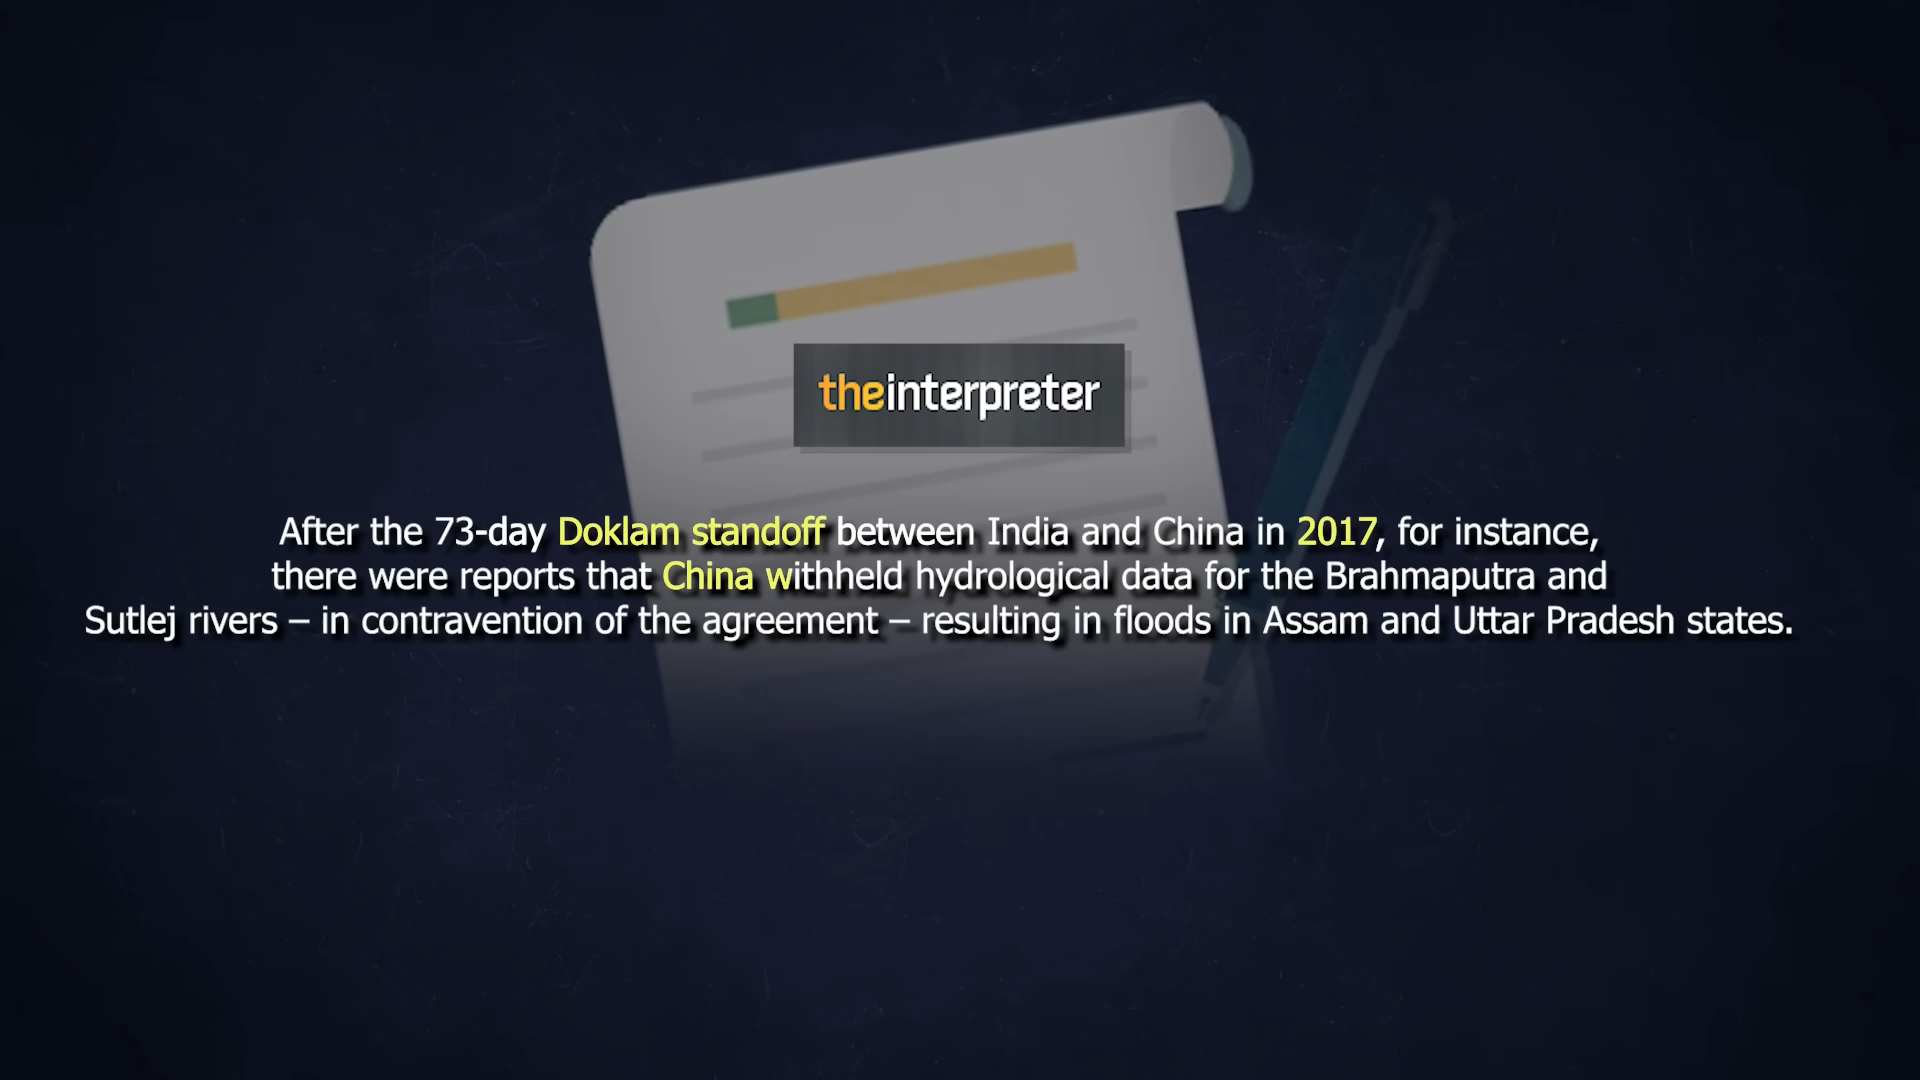 theinterpreter
After the 73-day Doklam standoff between India and China in 2017, for instance,
there were reports that China withheld hydrological data for the Brahmaputra and
Sutlej rivers – in contravention of the agreement – resulting in floods in Assam and Uttar Pradesh states.